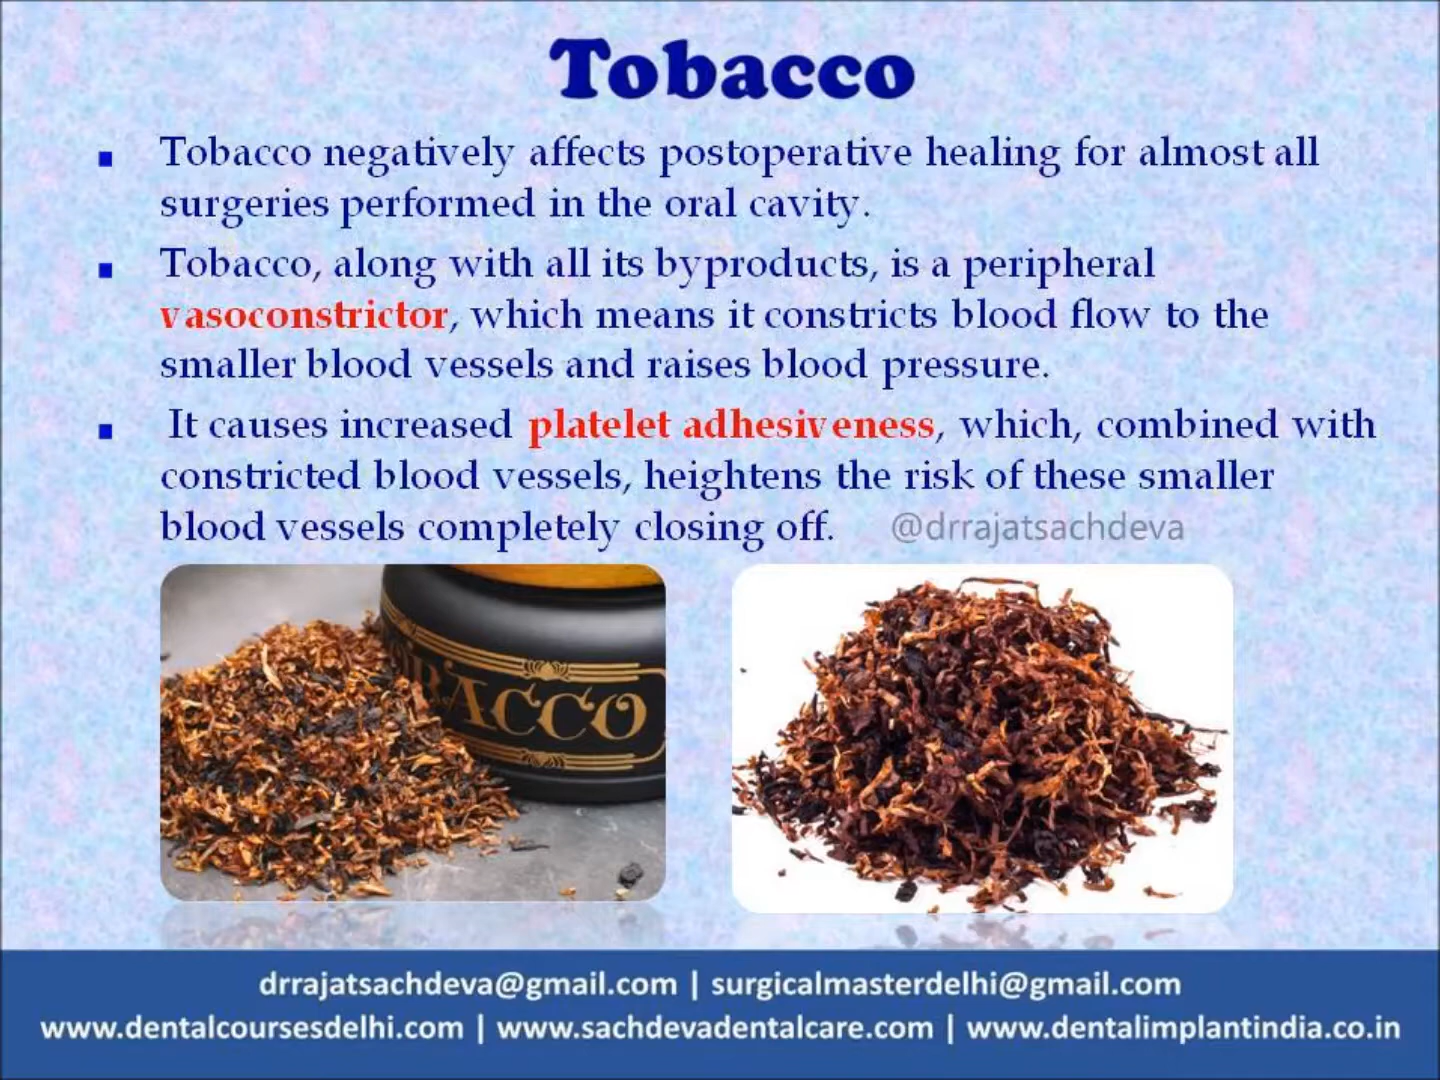 Tobacco
Tobacco negatively affects postoperative healing for almost all
surgeries performed in the oral cavity.
Tobacco, along with all its byproducts, is a peripheral
vasoconstrictor, which means it constricts blood flow to the
smaller blood vessels and raises blood pressure.
It causes increased platelet adhesiveness, which, combined with
constricted blood vessels, heightens the risk of these smaller
blood vessels completely closing off.
@drrajatsachdeva
TOBACCO
drrajatsachdeva@gmail.com | surgicalmasterdelhi@gmail.com
www.dentalcoursesdelhi.com | www.sachdevadentalcare.com | www.dentalimplantindia.co.in